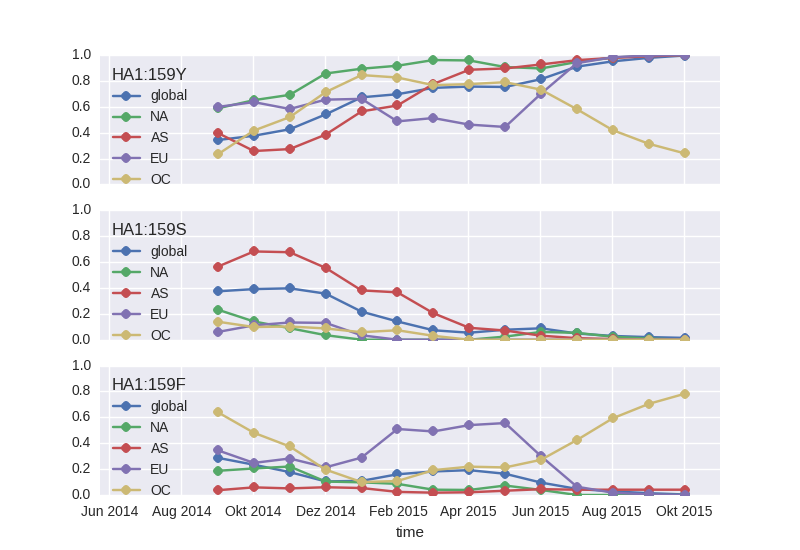 1.0
0.8
0.6
0.4
0.2
0.0
HA1:159Y
global
NA
AS
EU
OC
1.0
0.8
0.6
0.4
0.2
0.0
HA1:159S
global
NA
AS
EU
OC
1.0
0.8
0.6
0.4
0.2
0.0
HA1:159F
global
NA
AS
EU
OC
Jun 2014 Aug 2014 Okt 2014 Dez 2014 Feb 2015 Apr 2015 Jun 2015 Aug 2015 Okt 2015
time